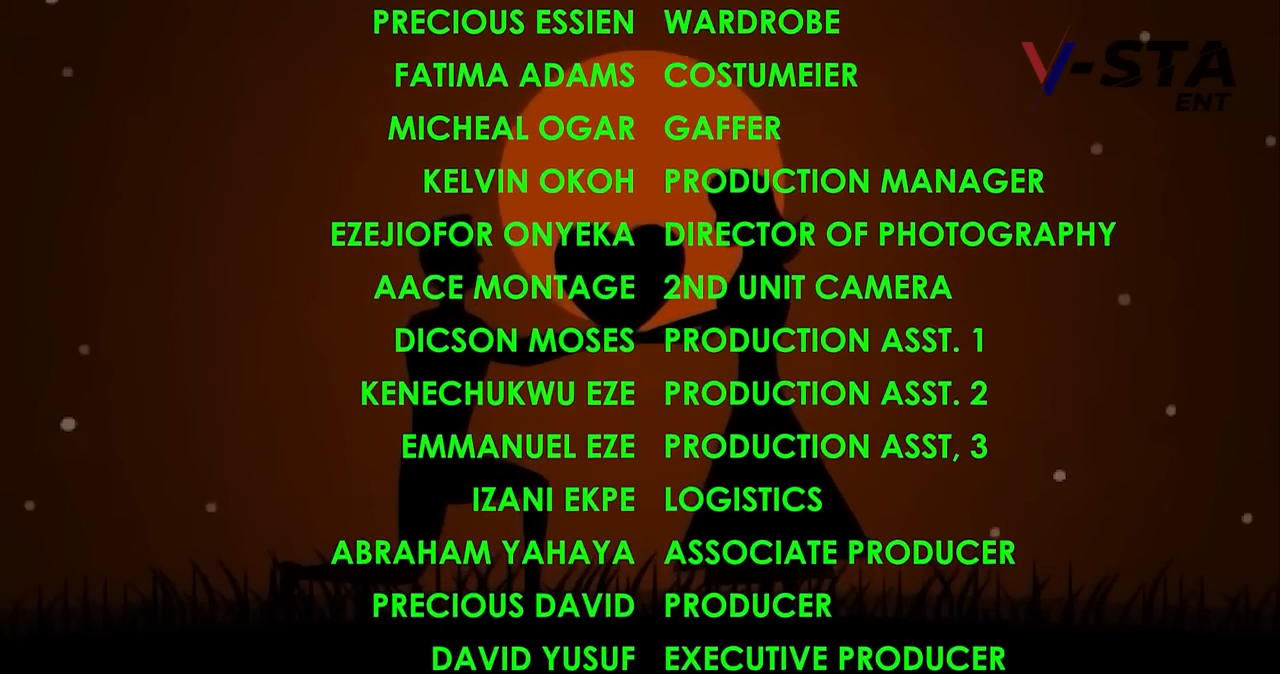 PRECIOUS ESSIEN WARDROBE
V-STA
FATIMA ADAMS COSTUMEIER
ENT
MICHEAL OGAR GAFFER
KELVIN OKOH PRODUCTION MANAGER
EZEJIOFOR ONYEKA DIRECTOR OF PHOTOGRAPHY
AACE MONTAGE 2ND UNIT CAMERA
DICSON MOSES PRODUCTION ASST. 1
KENECHUKWU EZE PRODUCTION ASST. 2
EMMANUEL EZE PRODUCTION ASST, 3
IZANI EKPE LOGISTICS
ABRAHAM YAHAYA ASSOCIATE PRODUCER
PRECIOUS DAVID PRODUCER
DAVID YUSUF EXECUTIVE PRODUCER